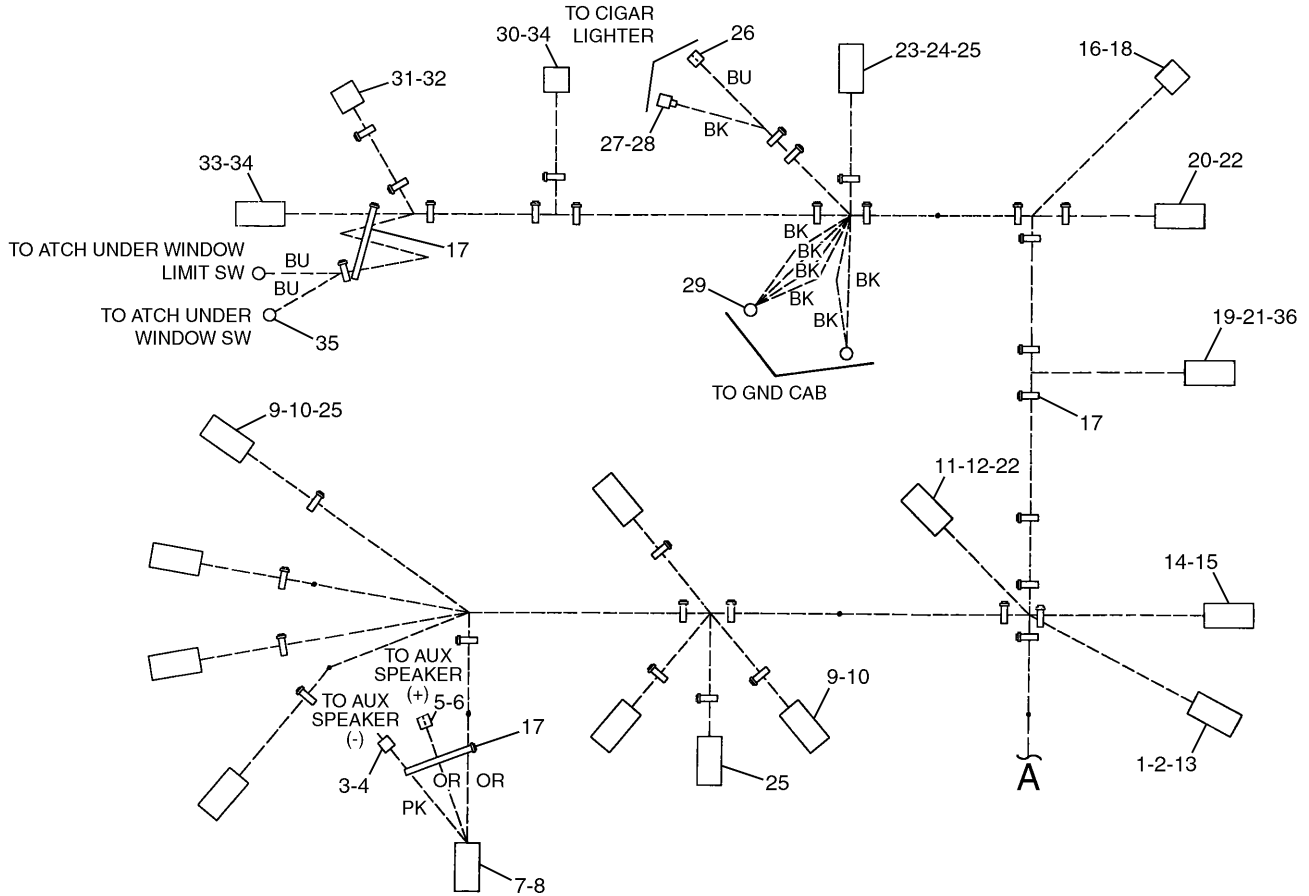 TO CIGAR
LIGHTER
26
30-34
23-24-25
16-18
31-32
BU
BK
27-28
33-34
20-22
TO ATCH UNDER WINDOW
LIMIT SW
BU
BU
17
BK
BK
BK
BK
BK
BK
29
TO ATCH UNDER
WINDOW SW
35
19-21-36
TO GND CAB
17
9-10-25
11-12-22
14-15
TO AUX
SPEAKER
(+)
5-6
TO AUX
SPEAKER
(-)
17
9-10
3-4
OR
OR
PK
25
A
1-2-13
7-8